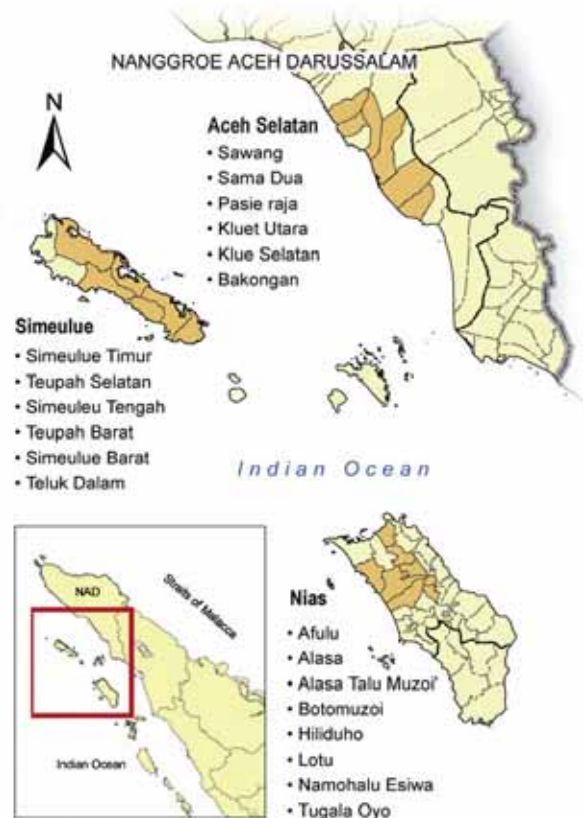 NANGGROE ACEH DARUSSALAM
N
Aceh Selatan
• Sawang
• Sama Dua
• Pasie raja
• Kluet Utara
• Klue Selatan
• Bakongan
Simeulue
• Simeulue Timur
• Teupah Selatan
• Simeuleu Tengah
• Teupah Barat
• Simeulue Barat
• Teluk Dalam
Indian Ocean
NAD
Straits of Malacca
Indian Ocean
Nias
• Afulu
• Alasa
• Alasa Talu Muzoi'
• Botomuzoi
• Hiliduho
• Lotu
• Namohalu Esiwa
• Tugala Oyo